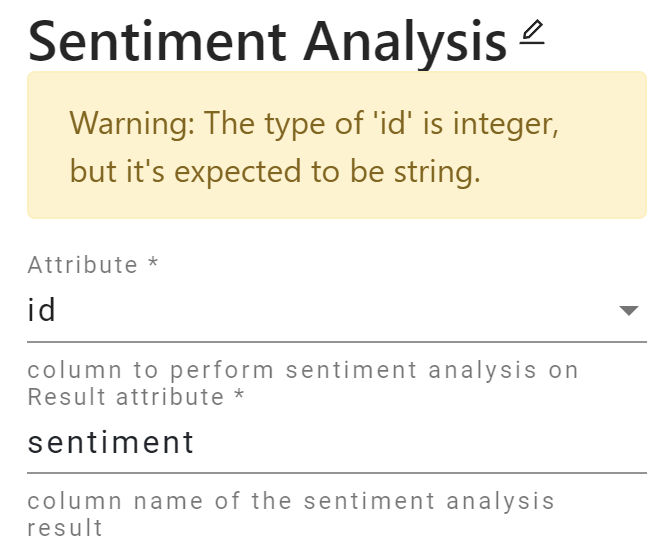 Sentiment Analysis
Warning: The type of 'id' is integer,
but it's expected to be string.
Attribute *
id
column to perform sentiment analysis on
Result attribute *
sentiment
column name of the sentiment analysis
result